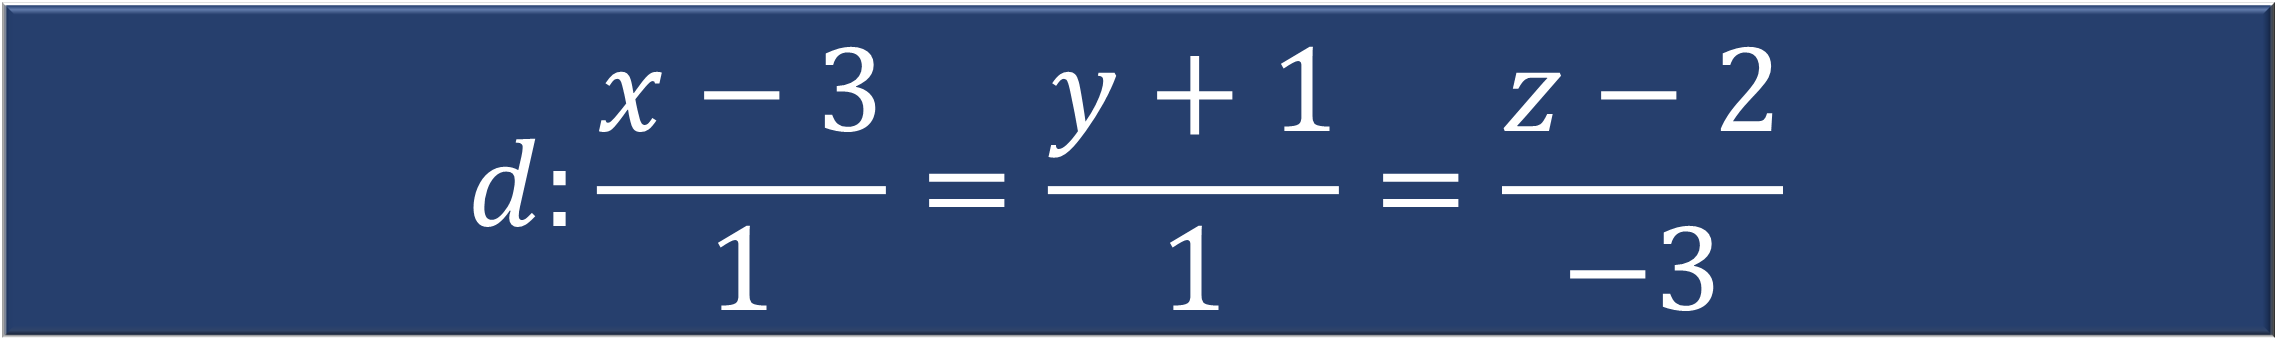 d: x − 3 / 1 = y + 1 / 1 = z − 2 / −3